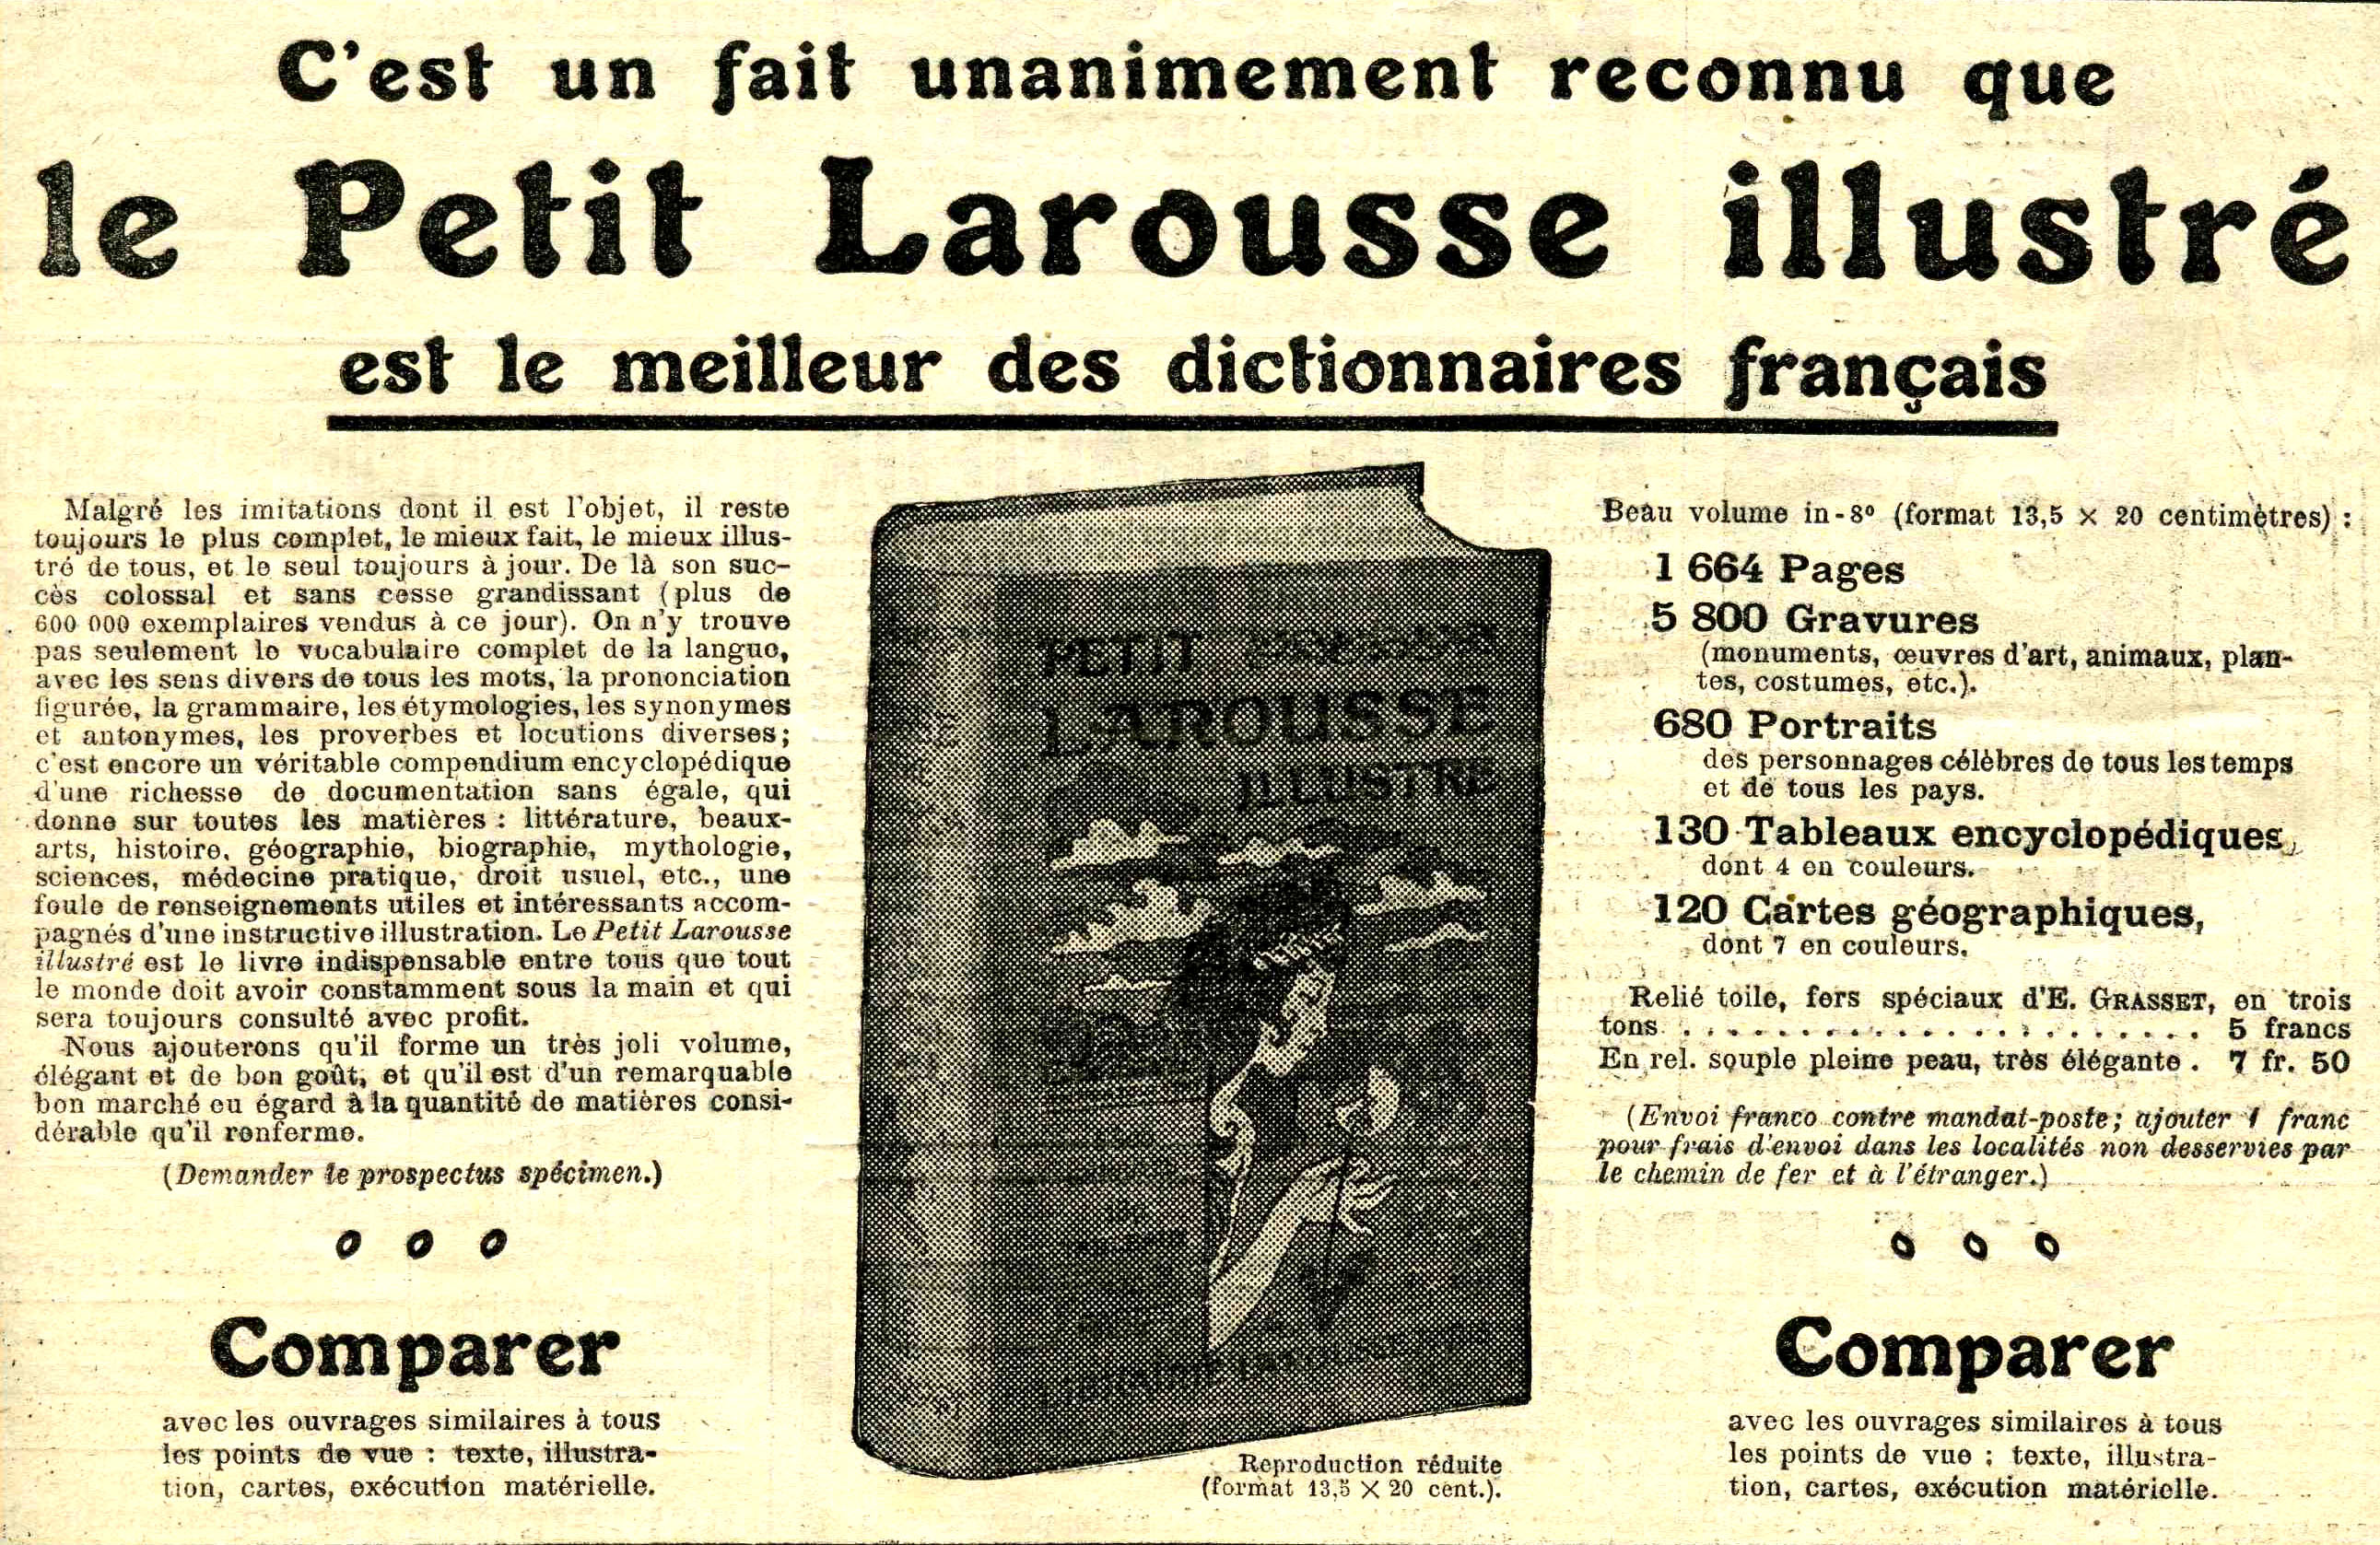 C'est un fait unanimement reconnu que
le Petit Larousse illustré
est le meilleur des dictionnaires français
Malgré les imitations dont il est l'objet, il reste
toujours le plus complet, le mieux fait, le mieux illus-
tré de tous, et le seul toujours à jour. De là son suc-
cès colossal et sans cesse grandissant (plus de
600 000 exemplaires vendus à ce jour). On n'y trouve
pas seulement le vocabulaire complet de la langue,
avec les sens divers de tous les mots, la prononciation
figurée, la grammaire, les étymologies, les synonymes
et antonymes, les proverbes et locutions diverses;
c'est encore un véritable compendium encyclopédique
d'une richesse de documentation sans égale, qui
donne sur toutes les matières : littérature, beaux-
arts, histoire, géographie, biographie, mythologie,
sciences, médecine pratique, droit usuel, etc., une
foule de renseignements utiles et intéressants accom-
pagnés d'une instructive illustration. Le Petit Larousse
illustré est le livre indispensable entre tous que tout
le monde doit avoir constamment sous la main et qui
sera toujours consulté avec profit.
Nous ajouterons qu'il forme un très joli volume,
élégant et de bon goût, et qu'il est d'un remarquable
bon marché eu égard à la quantité de matières consi-
dérable qu'il renferme.
(Demander le prospectus spécimen.)
Comparer
avec les ouvrages similaires à tous
les points de vue : texte, illustra-
tion, cartes, exécution matérielle.
PETIT
LAROUSSE
ILLUSTRÉ
LIBRAIRIE LAROUSSE
Reproduction réduite
(format 13,5 × 20 cent.).
Beau volume in-8° (format 13,5 × 20 centimètres) :
1 664 Pages
5 800 Gravures
(monuments, œuvres d'art, animaux, plan-
tes, costumes, etc.).
680 Portraits
des personnages célèbres de tous les temps
et de tous les pays.
130 Tableaux encyclopédiques,
dont 4 en couleurs.
120 Cartes géographiques,
dont 7 en couleurs.
Relié toile, fers spéciaux d'E. GRASSET, en trois
tons. . . . . . . . . . . . . . . . . . . . . . . 5 francs
En rel. souple pleine peau, très élégante . 7 fr. 50
(Envoi franco contre mandat-poste; ajouter 1 franc
pour frais d'envoi dans les localités non desservies par
le chemin de fer et à l'étranger.)
Comparer
avec les ouvrages similaires à tous
les points de vue : texte, illustra-
tion, cartes, exécution matérielle.